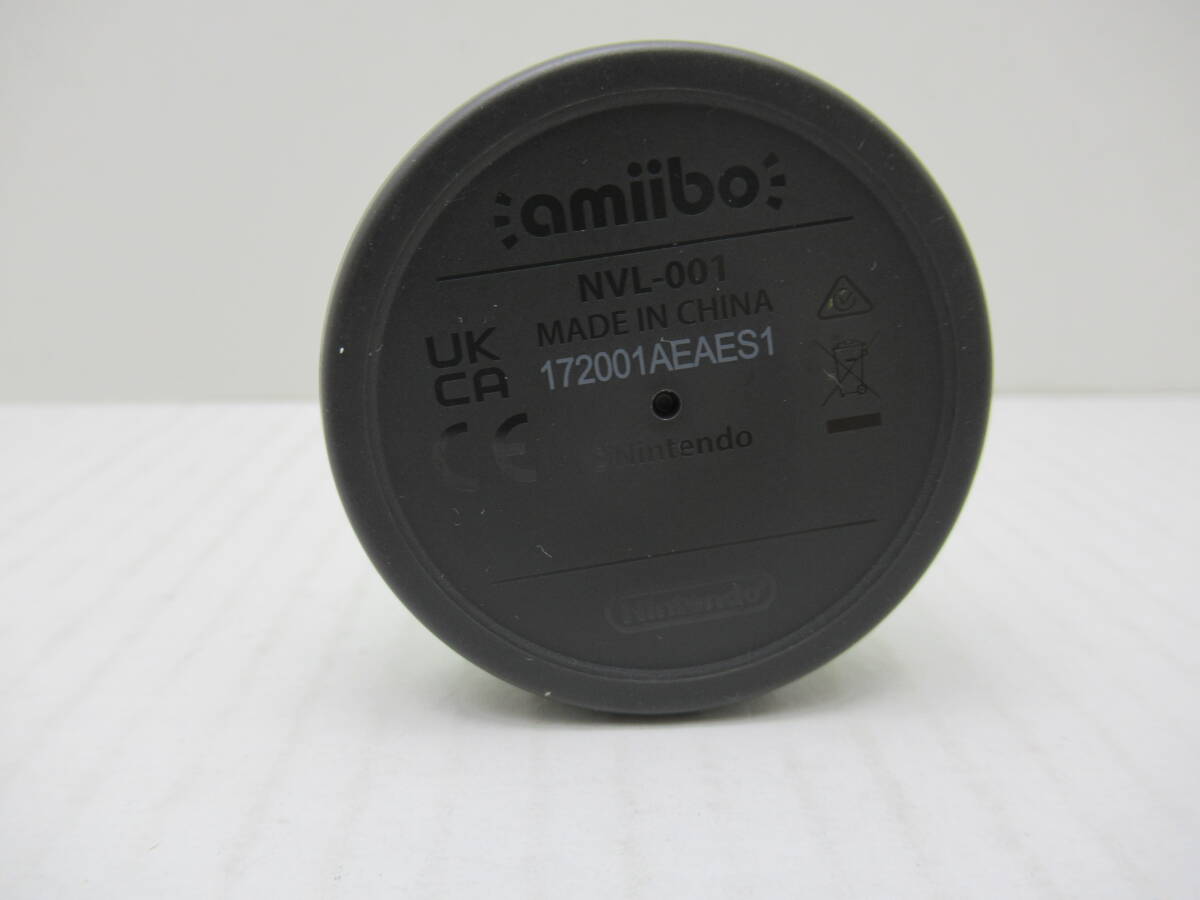 amiibo
NVL-001
MADE IN CHINA
172001AEAES1
UK
CA
CE
©Nintendo
Nintendo